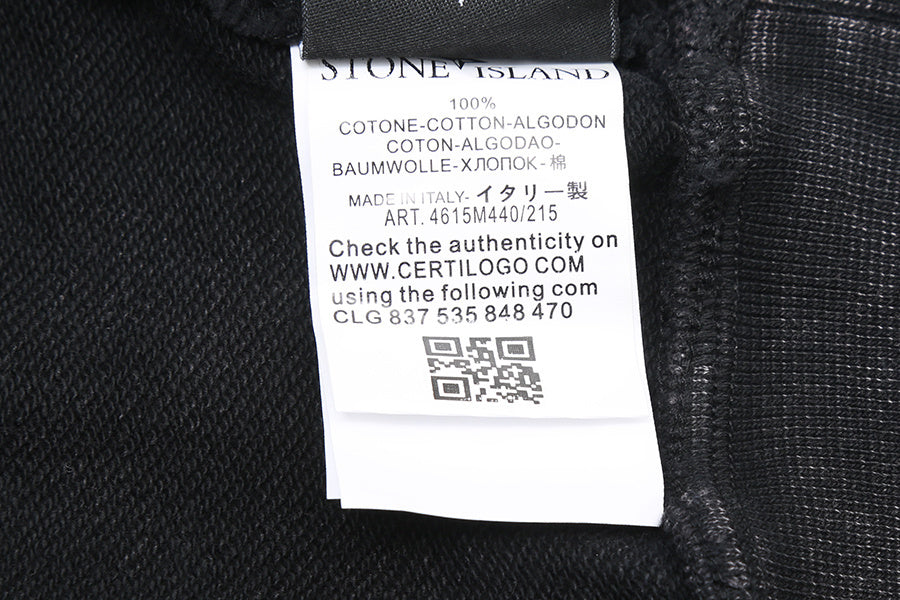 STONE ISLAND
100%
COTONE-COTTON-ALGODON
COTON-ALGODAO-
BAUMWOLLE-ХЛОПОК-棉
MADE IN ITALY-イタリー製
ART. 4615M440/215
Check the authenticity on
WWW.CERTILOGO COM
using the following com
CLG 837 535 848 470